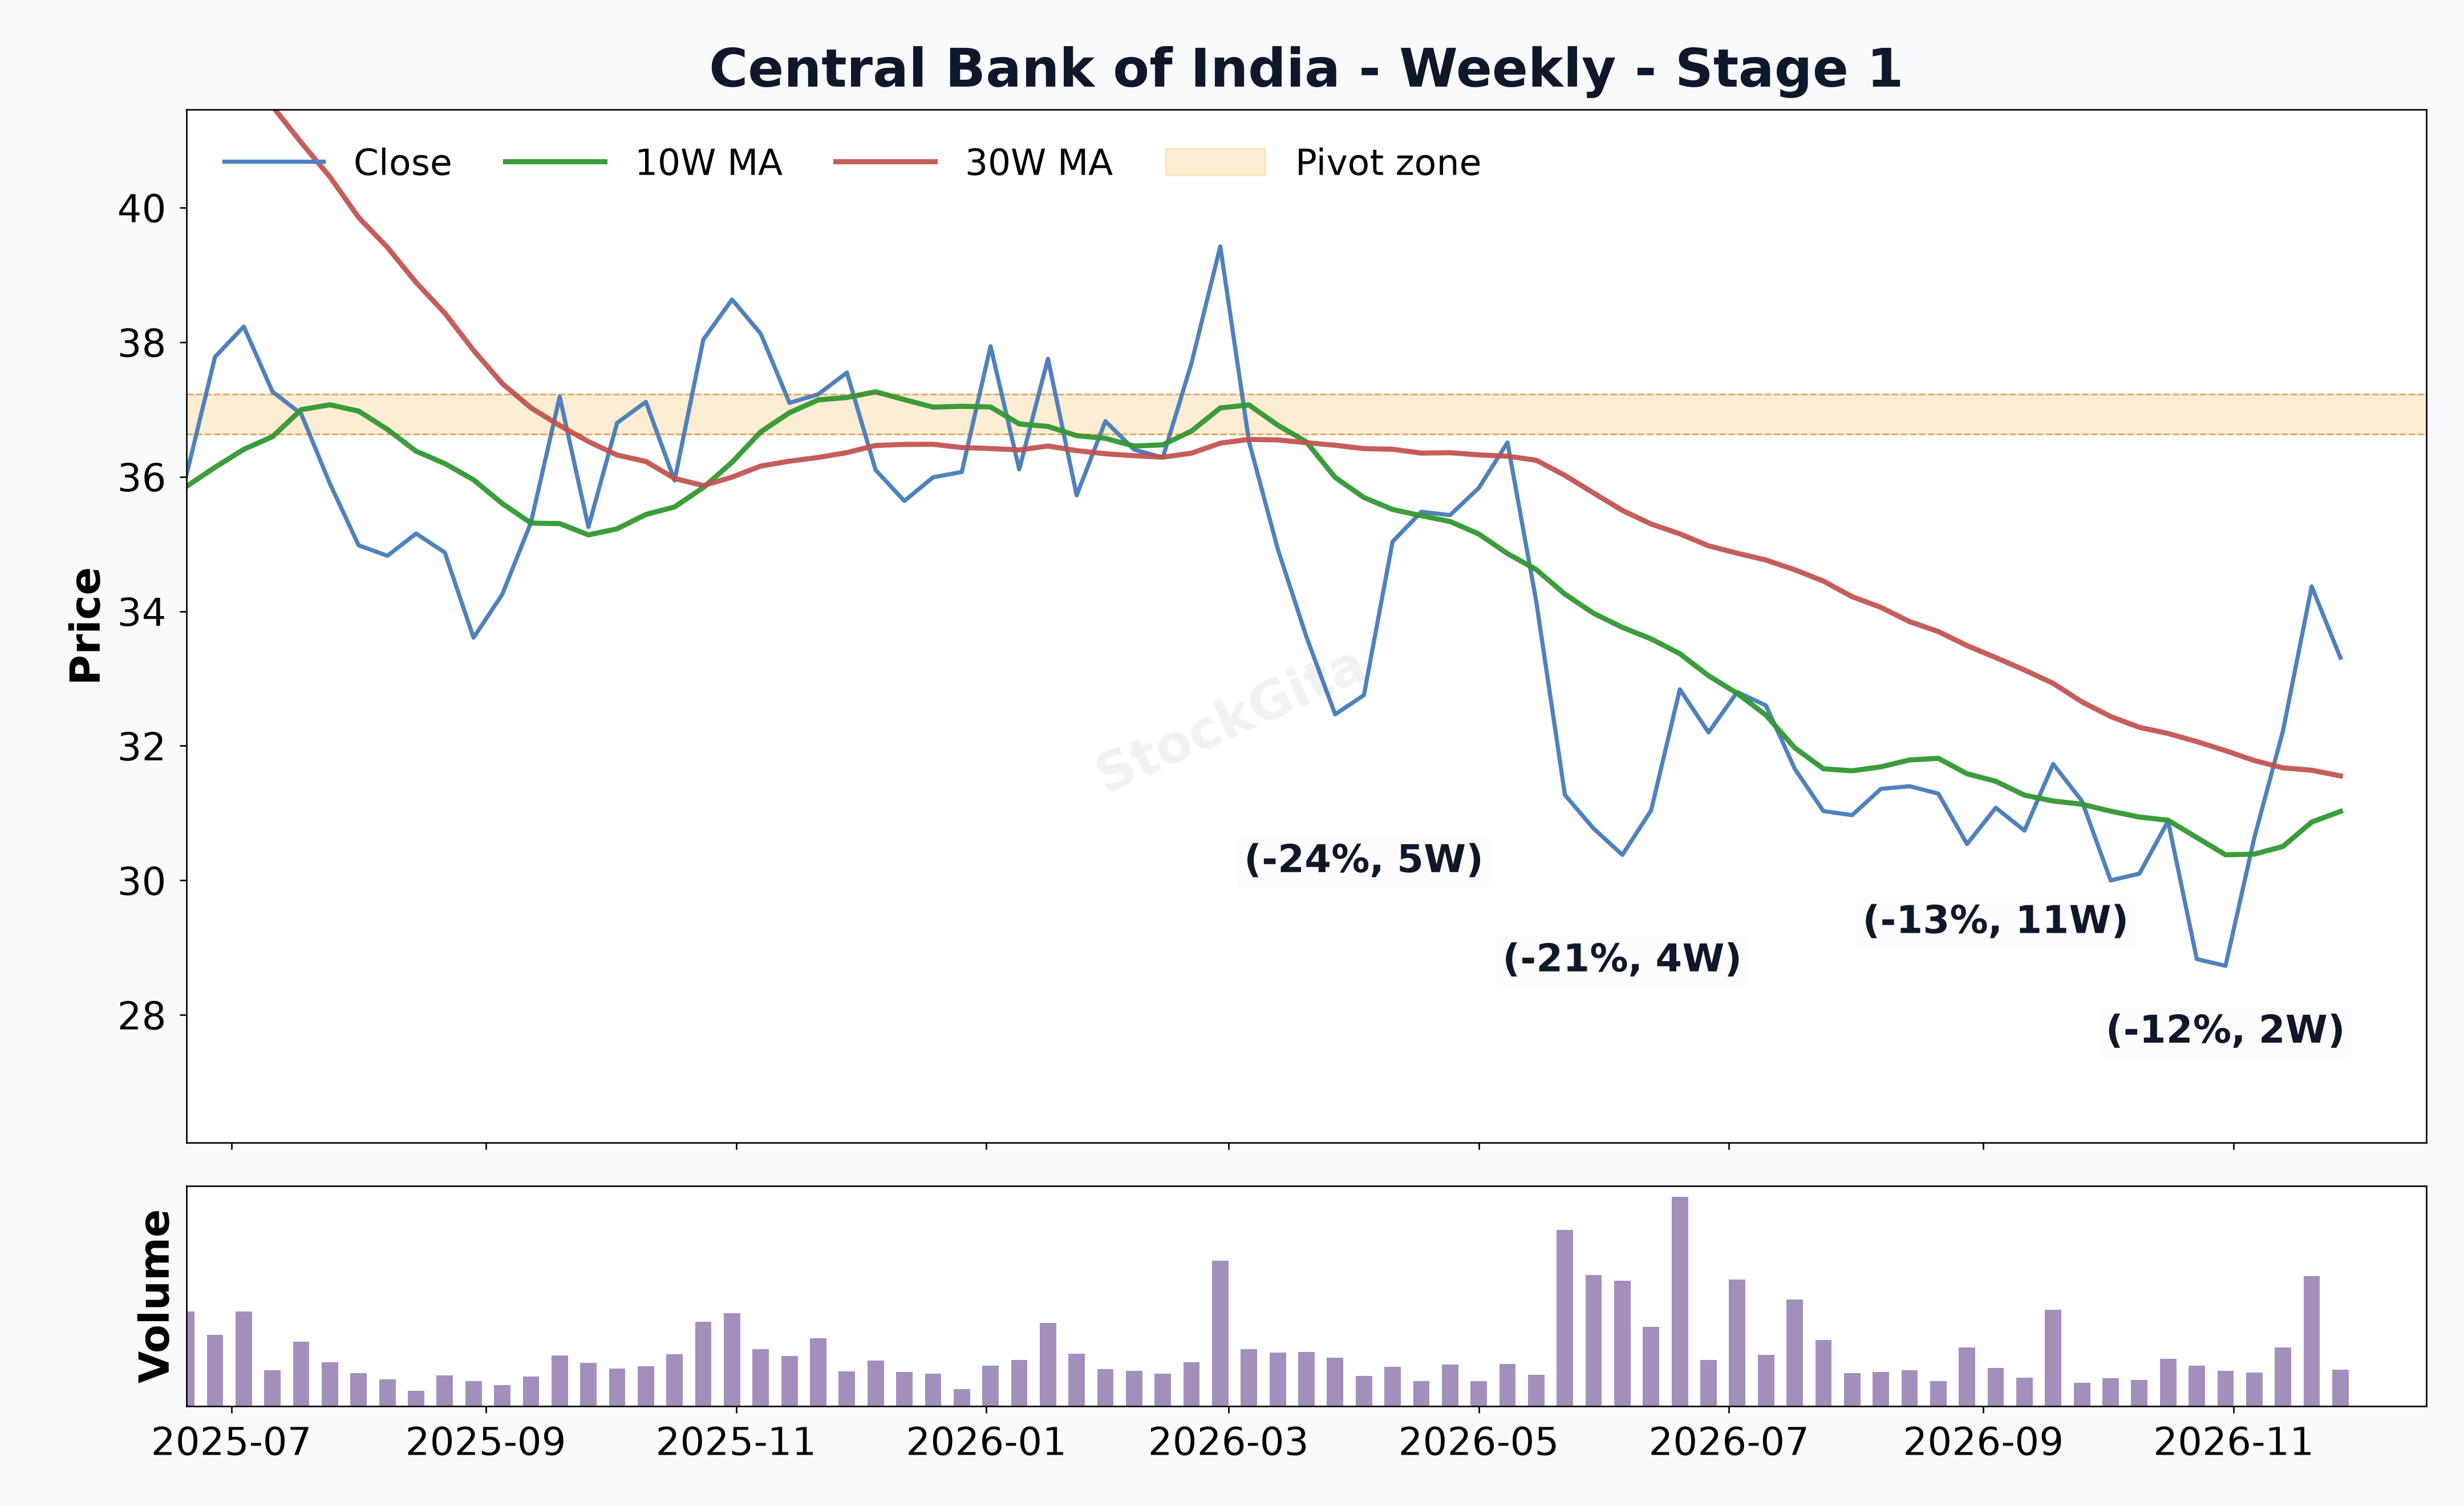 Central Bank of India - Weekly - Stage 1
Close 10W MA 30W MA Pivot zone
40
38
36
34
32
30
28
Price
StockGita
(-24%, 5W)
(-21%, 4W)
(-13%, 11W)
(-12%, 2W)
Volume
2025-07 2025-09 2025-11 2026-01 2026-03 2026-05 2026-07 2026-09 2026-11